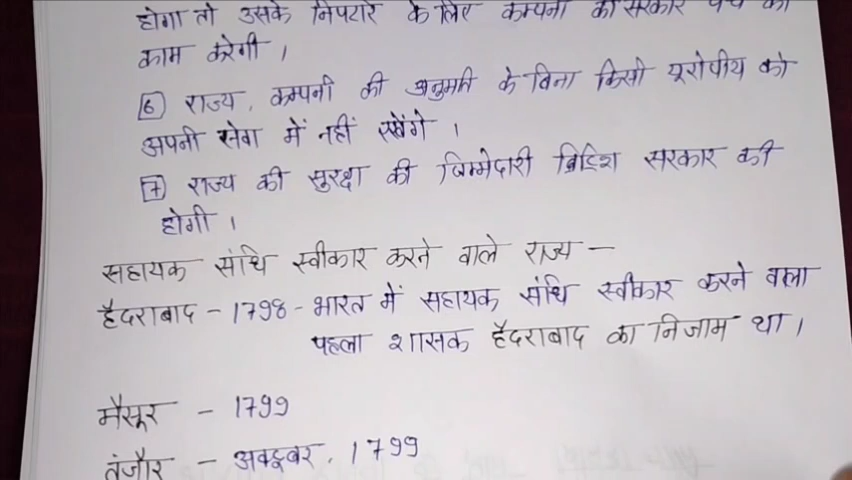 होगा तो उसके निपटारे के लिए कम्पनी की सरकार पंच का
काम करेगी ।
[6] राज्य, कम्पनी की अनुमति के बिना किसी यूरोपीय को
अपनी सेवा में नहीं रखेंगे ।
[7] राज्य की सुरक्षा की जिम्मेदारी ब्रिटिश सरकार की
होगी ।
सहायक संधि स्वीकार करने वाले राज्य –
हैदराबाद – 1798 – भारत में सहायक संधि स्वीकार करने वाला
पहला शासक हैदराबाद का निजाम था ।
मैसूर – 1799
तंजौर – अक्टूबर, 1799